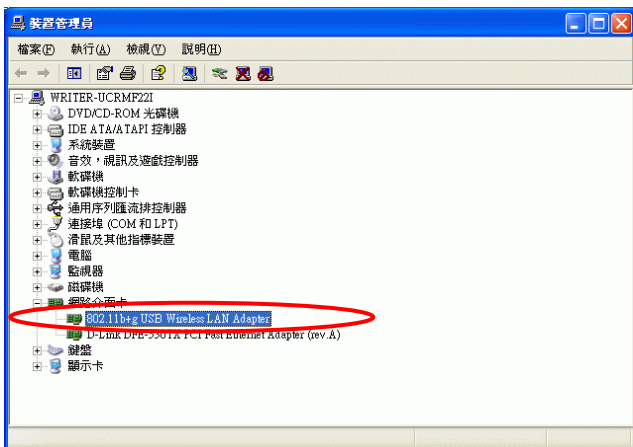 裝置管理員
檔案(F) 執行(A) 檢視(V) 說明(H)
WRITER-UCRMF22I
DVD/CD-ROM 光碟機
IDE ATA/ATAPI 控制器
系統裝置
音效，視訊及遊戲控制器
軟碟機
軟碟機控制卡
通用序列匯流排控制器
連接埠 (COM 和 LPT)
滑鼠及其他指標裝置
電腦
監視器
磁碟機
網路介面卡
802.11b+g USB Wireless LAN Adapter
D-Link DFE-530TX PCI Fast Ethernet Adapter (rev.A)
鍵盤
顯示卡